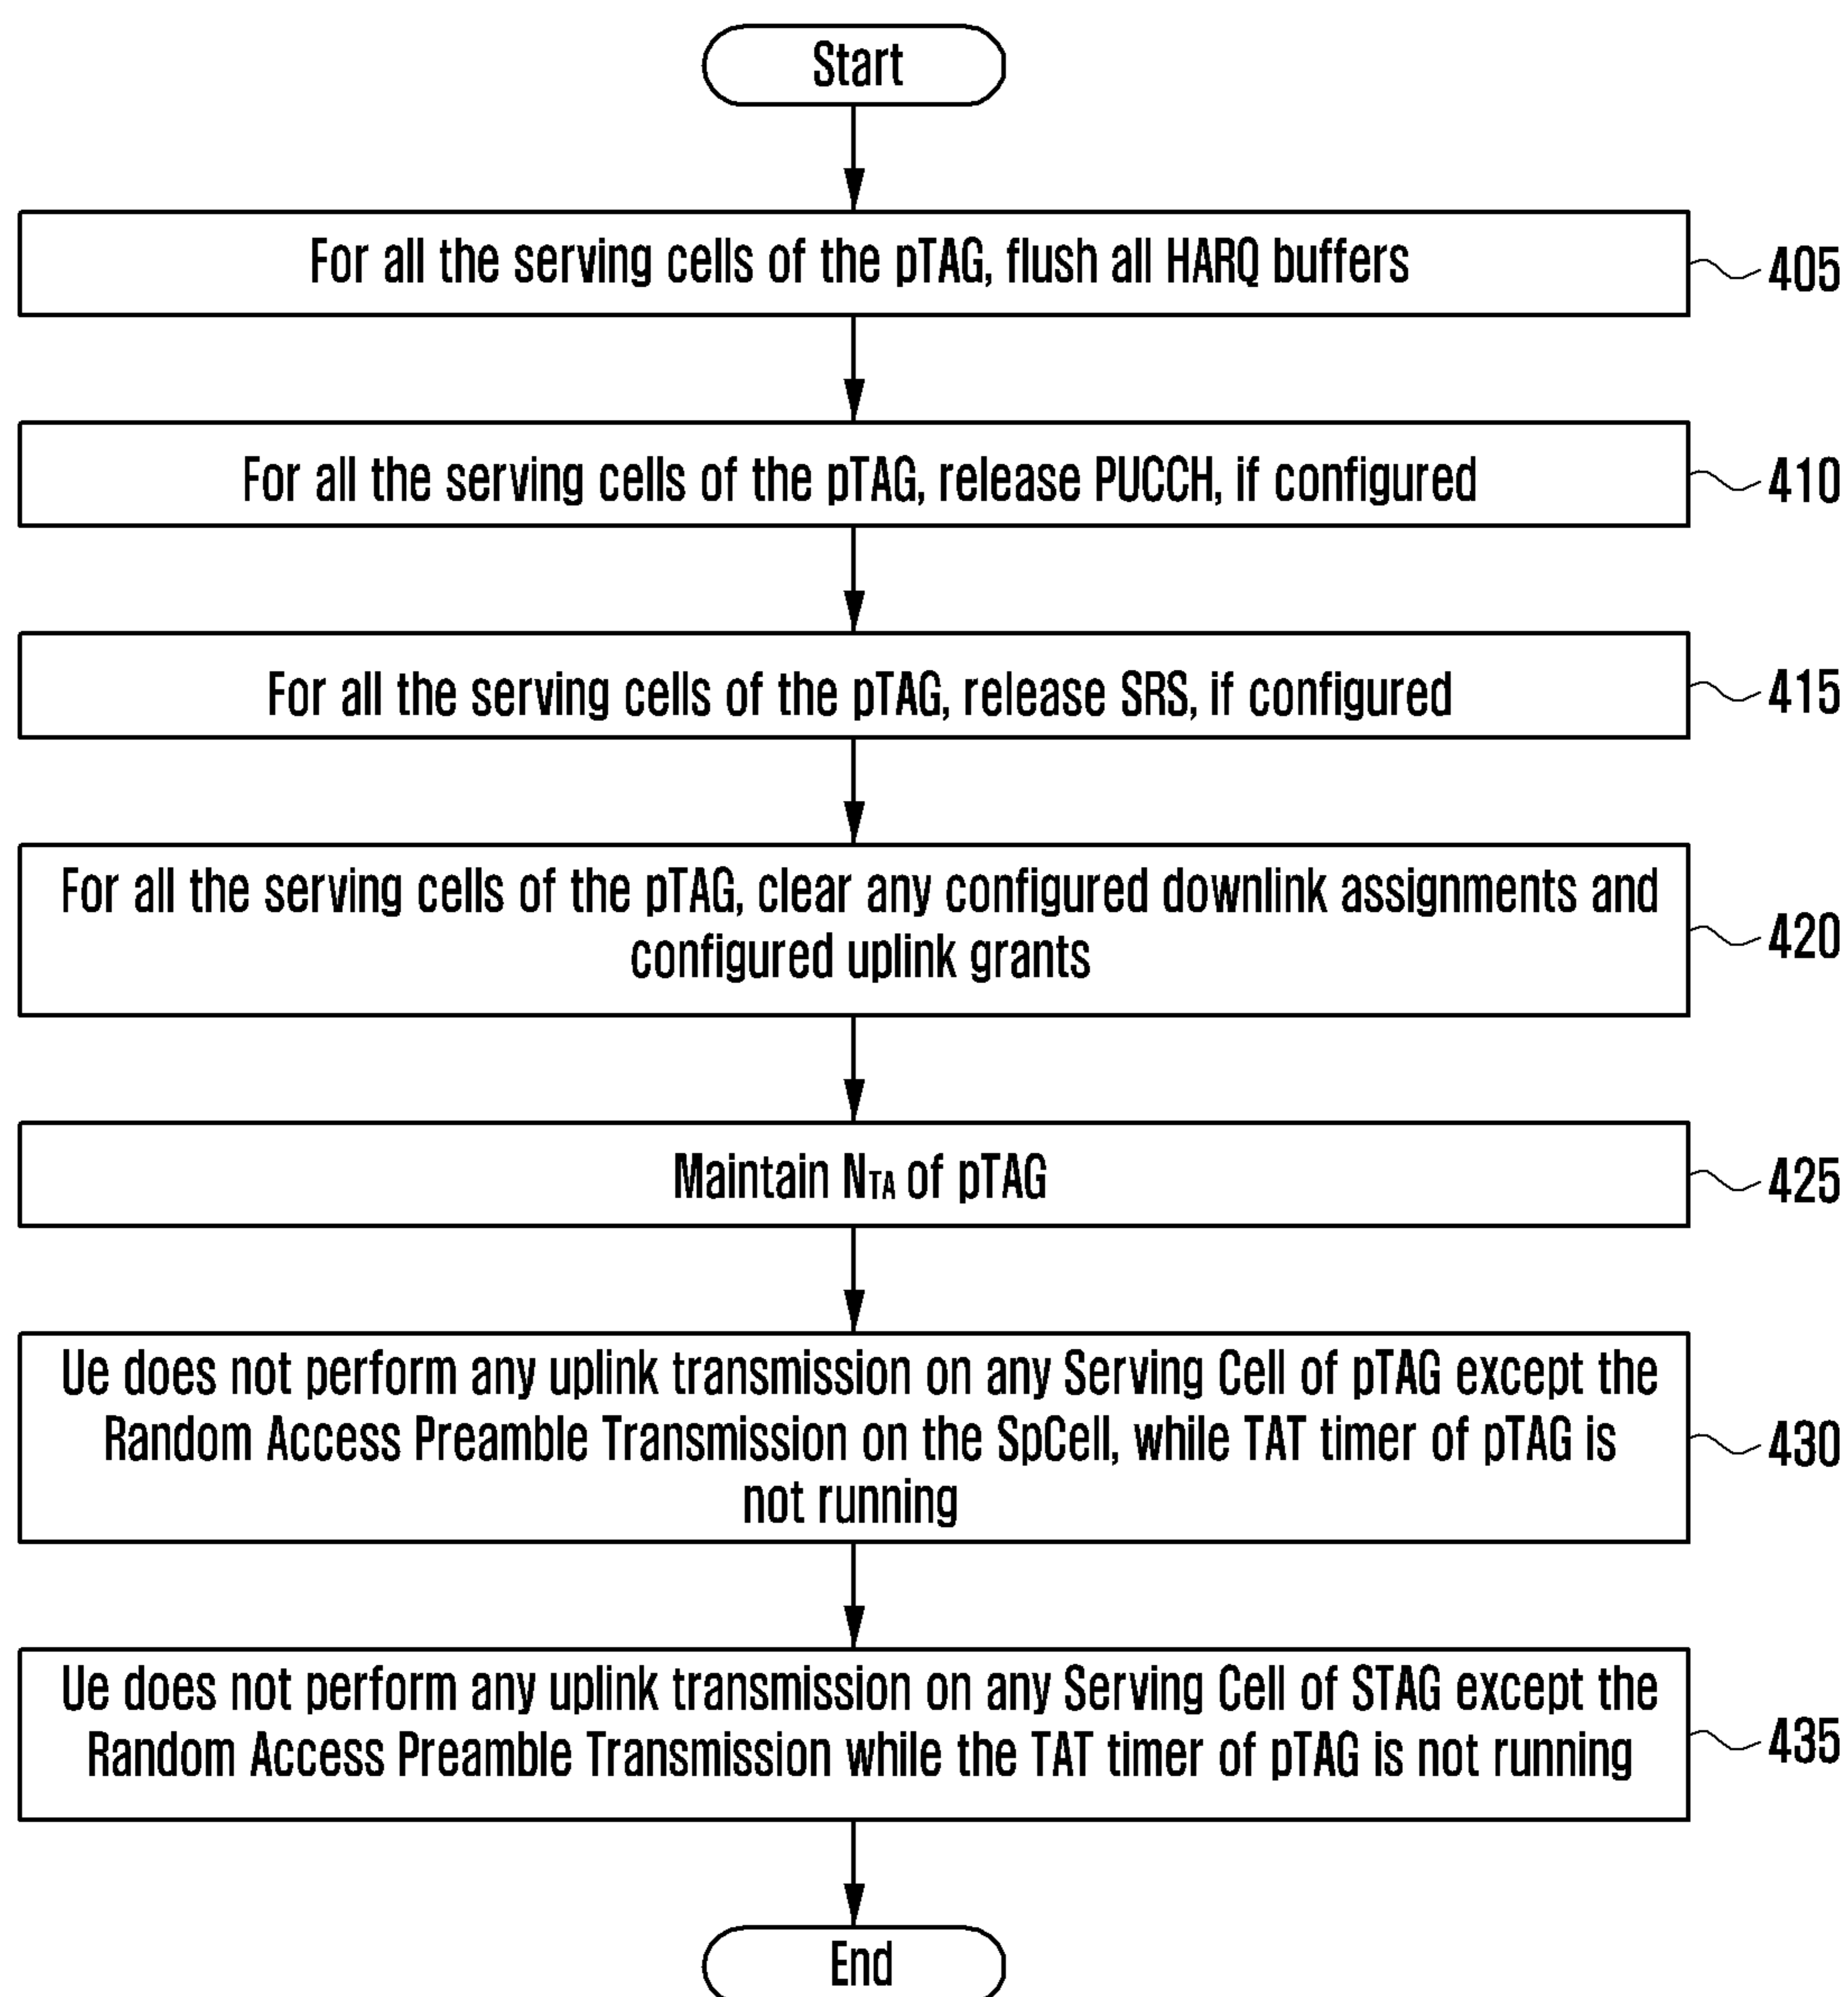 Start
For all the serving cells of the pTAG, flush all HARQ buffers
405
For all the serving cells of the pTAG, release PUCCH, if configured
410
For all the serving cells of the pTAG, release SRS, if configured
415
For all the serving cells of the pTAG, clear any configured downlink assignments and
configured uplink grants
420
Maintain NTA of pTAG
425
Ue does not perform any uplink transmission on any Serving Cell of pTAG except the
Random Access Preamble Transmission on the SpCell, while TAT timer of pTAG is
not running
430
Ue does not perform any uplink transmission on any Serving Cell of STAG except the
Random Access Preamble Transmission while the TAT timer of pTAG is not running
435
End